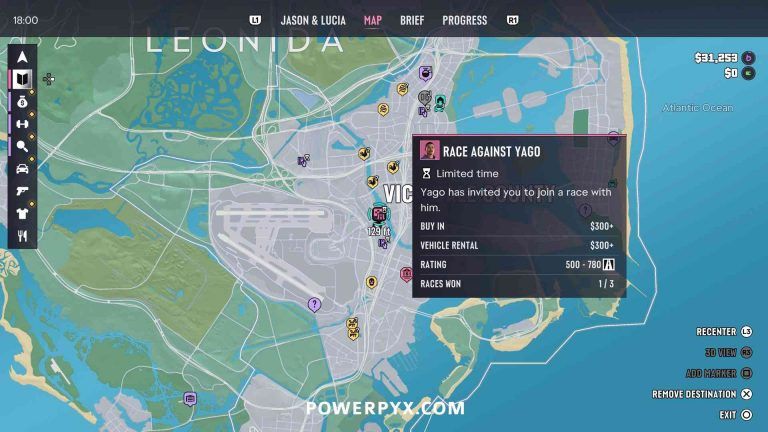 18:00
L1
JASON & LUCIA
MAP
BRIEF
PROGRESS
R1
LEONIDA
$31,253
$0
Atlantic Ocean
RACE AGAINST YAGO
Limited time
Yago has invited you to join a race with
him.
BUY IN $300+
VEHICLE RENTAL $300+
RATING 500 - 780
RACES WON 1 / 3
129 ft
RECENTER L3
3D VIEW R3
ADD MARKER
REMOVE DESTINATION
EXIT
POWERPYX.COM